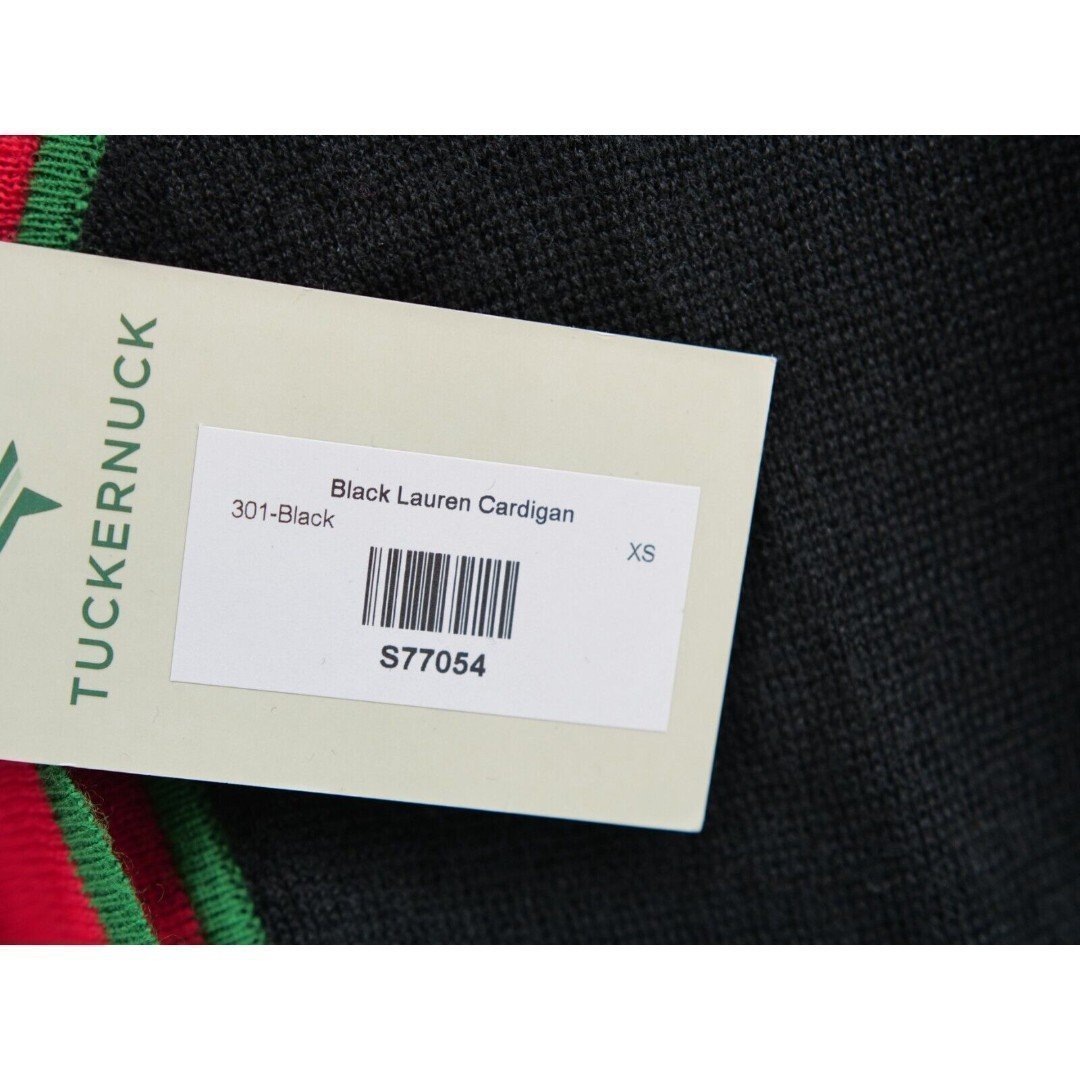 TUCKERNUCK
Black Lauren Cardigan
301-Black
XS
S77054